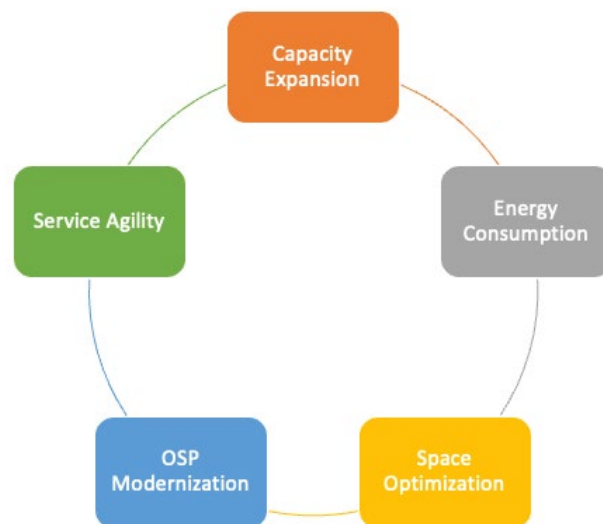 Capacity
Expansion
Energy
Consumption
Space
Optimization
OSP
Modernization
Service Agility